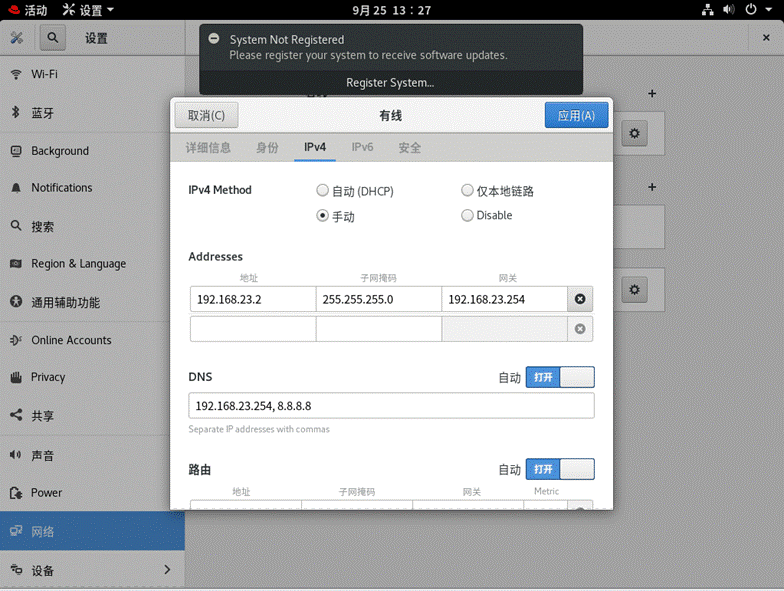 活动 设置 9月 25 13：27
设置
System Not Registered
Please register your system to receive software updates.
Register System...
取消(C) 有线 应用(A)
详细信息 身份 IPv4 IPv6 安全
IPv4 Method
自动 (DHCP) 仅本地链路
手动 Disable
Addresses
地址 子网掩码 网关
192.168.23.2 255.255.255.0 192.168.23.254
DNS 自动 打开
192.168.23.254, 8.8.8.8
Separate IP addresses with commas
路由 自动 打开
地址 子网掩码 网关 Metric
Wi-Fi
蓝牙
Background
Notifications
搜索
Region & Language
通用辅助功能
Online Accounts
Privacy
共享
声音
Power
网络
设备